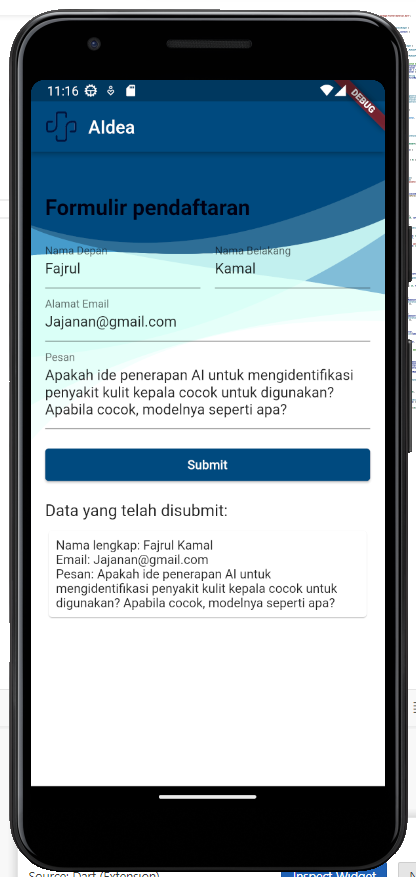 11:16
DEBUG
Aldea
Formulir pendaftaran
Nama Depan
Nama Belakang
Fajrul
Kamal
Alamat Email
Jajanan@gmail.com
Pesan
Apakah ide penerapan AI untuk mengidentifikasi
penyakit kulit kepala cocok untuk digunakan?
Apabila cocok, modelnya seperti apa?
Submit
Data yang telah disubmit:
Nama lengkap: Fajrul Kamal
Email: Jajanan@gmail.com
Pesan: Apakah ide penerapan AI untuk
mengidentifikasi penyakit kulit kepala cocok untuk
digunakan? Apabila cocok, modelnya seperti apa?
Source: Dart (Extension)
Inspect Widget